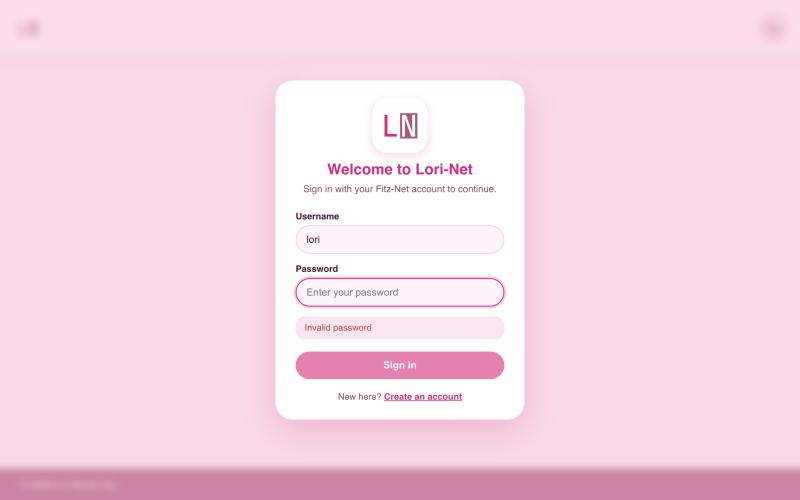 LN
Welcome to Lori-Net
Sign in with your Fitz-Net account to continue.
Username
lori
Password
Enter your password
Invalid password
Sign in
New here? Create an account